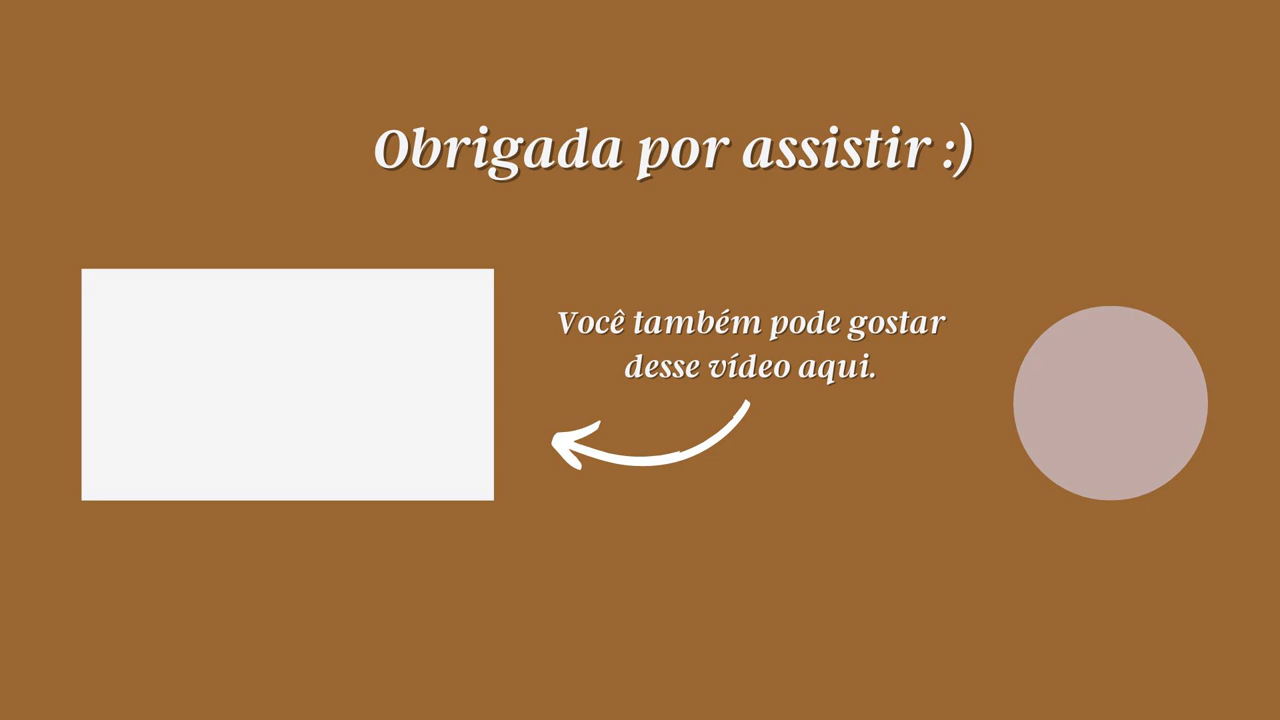 Obrigada por assistir :)
Você também pode gostar
desse vídeo aqui.